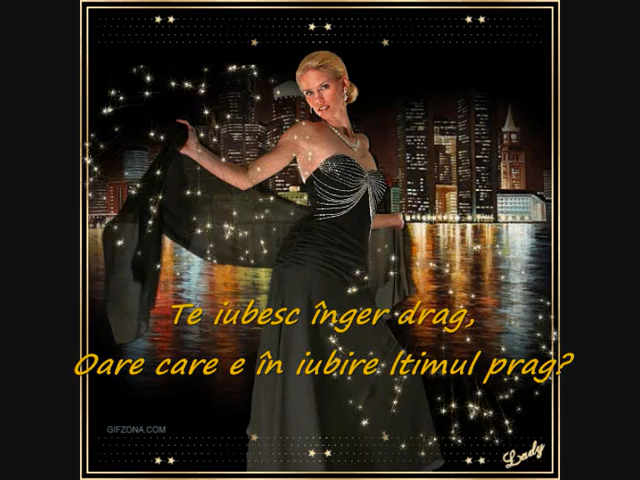 Te iubesc înger drag,
Oare care e în iubire ltimul prag?
GIFZONA.COM
Lady